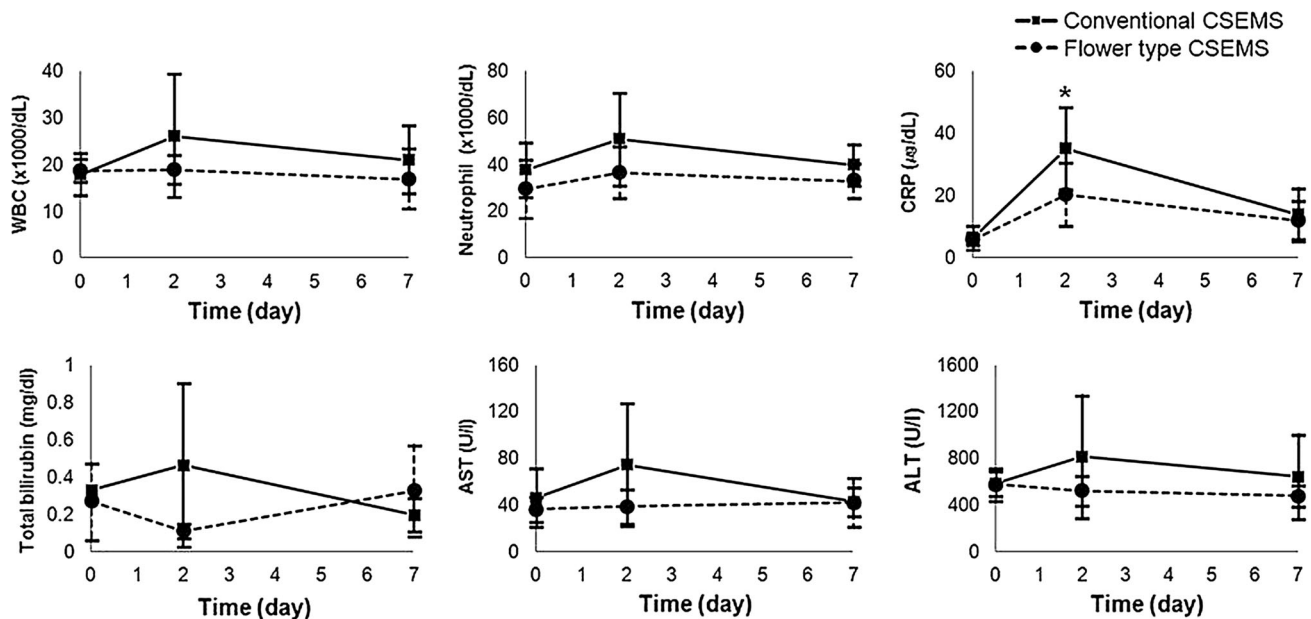 Conventional CSEMS
Flower type CSEMS
WBC (x1000/dL)
40
30
20
10
0
0 1 2 3 4 5 6 7
Time (day)
Neutrophil (x1000/dL)
80
60
40
20
0
0 1 2 3 4 5 6 7
Time (day)
CRP (㎍/dL)
60
40
20
0
*
0 1 2 3 4 5 6 7
Time (day)
Total bilirubin (mg/dl)
1
0.8
0.6
0.4
0.2
0
0 1 2 3 4 5 6 7
Time (day)
AST (U/l)
160
120
80
40
0
0 1 2 3 4 5 6 7
Time (day)
ALT (U/l)
1600
1200
800
400
0
0 1 2 3 4 5 6 7
Time (day)